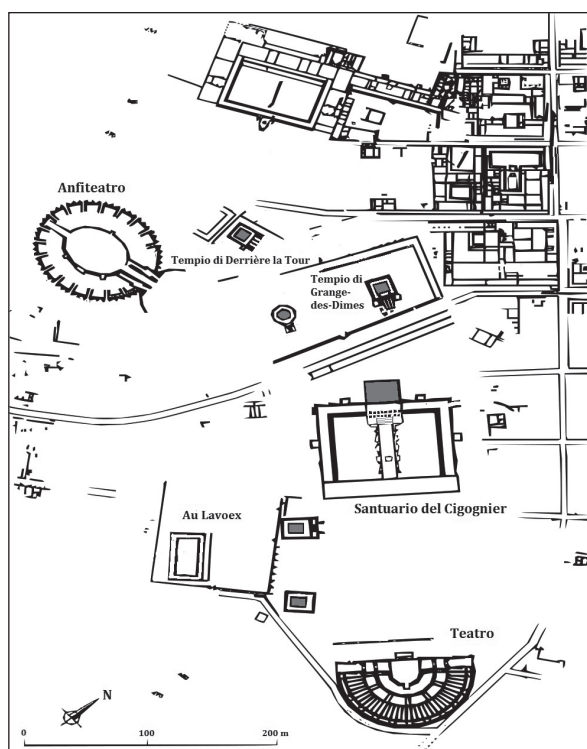 Anfiteatro
Tempio di Derrière la Tour
Tempio di
Grange-
des-Dimes
Santuario del Cigognier
Au Lavoex
Teatro
N
0
100
200 m